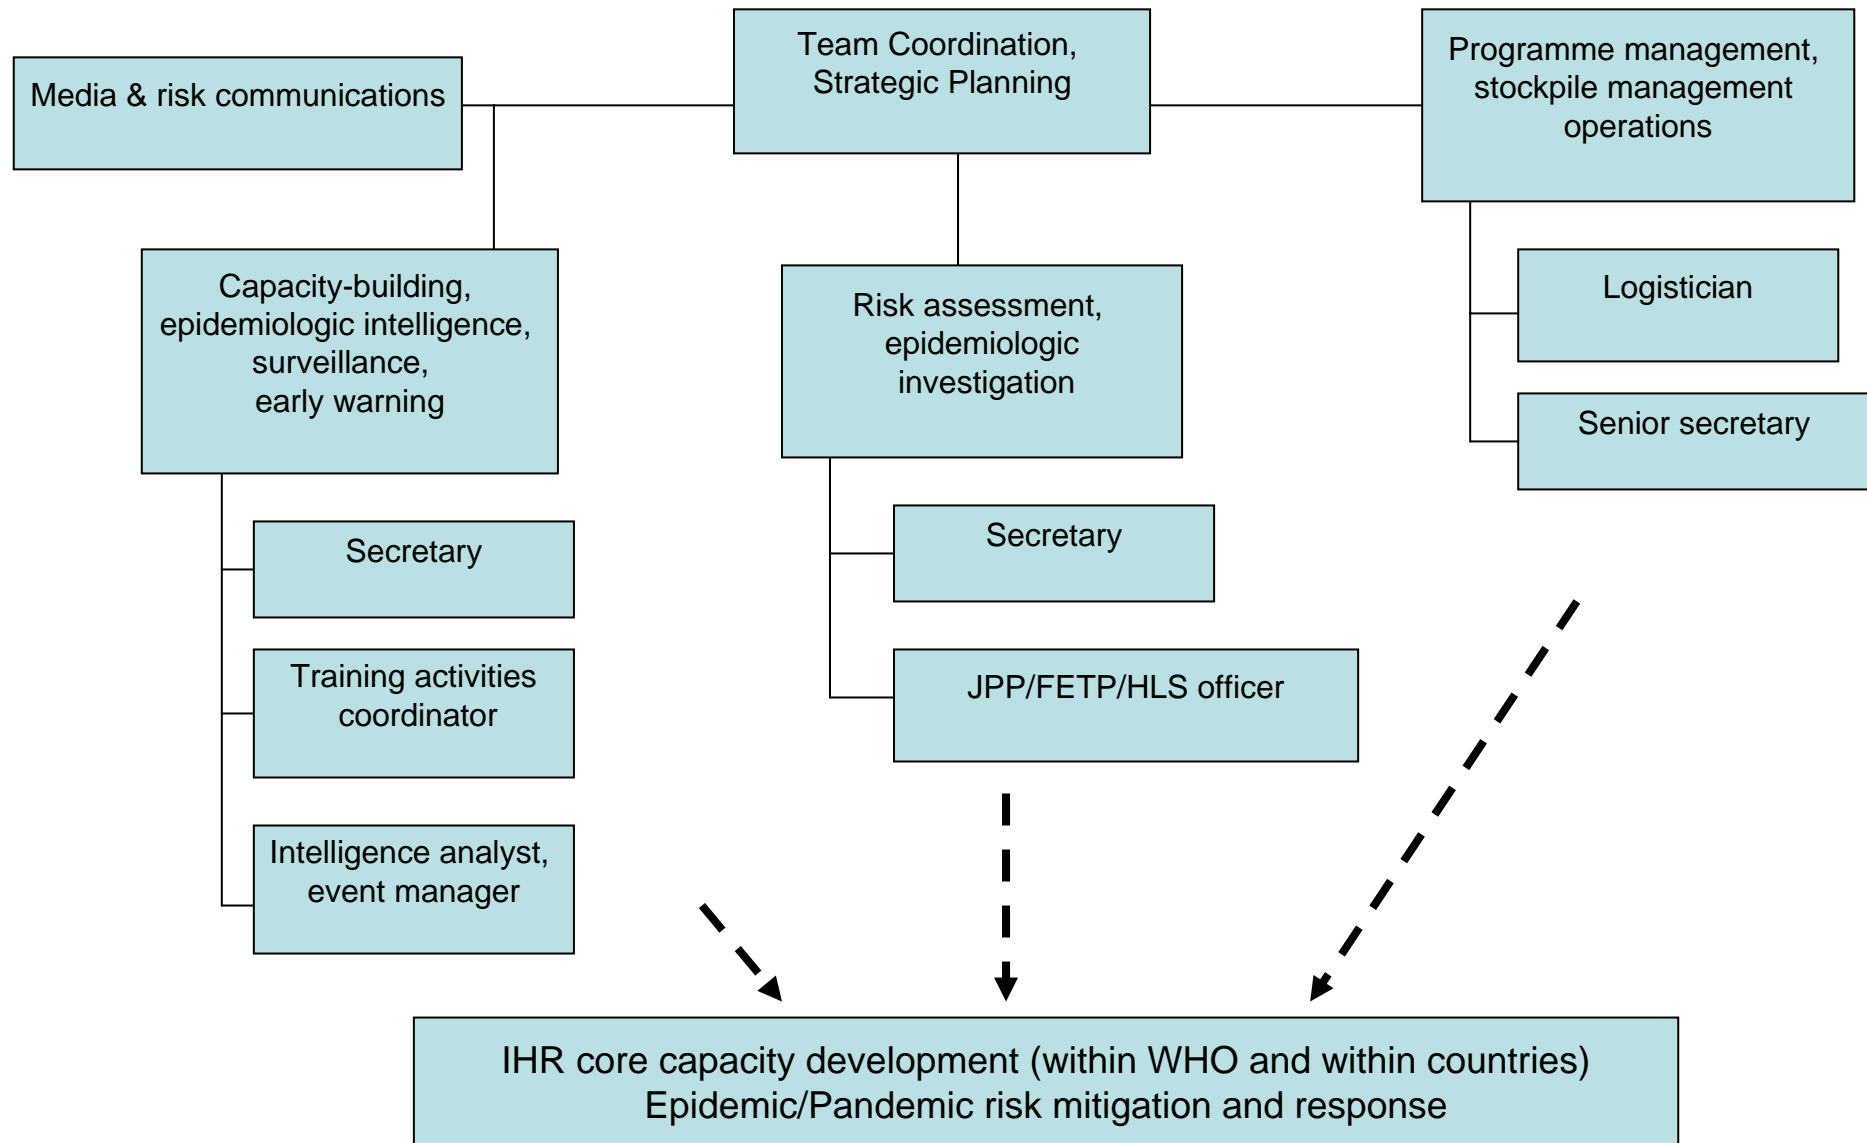 Team Coordination,
Strategic Planning
Programme management,
stockpile management
operations
Media & risk communications
Capacity-building,
epidemiologic intelligence,
surveillance,
early warning
Risk assessment,
epidemiologic
investigation
Logistician
Senior secretary
Secretary
Training activities
coordinator
Intelligence analyst,
event manager
Secretary
JPP/FETP/HLS officer
IHR core capacity development (within WHO and within countries)
Epidemic/Pandemic risk mitigation and response